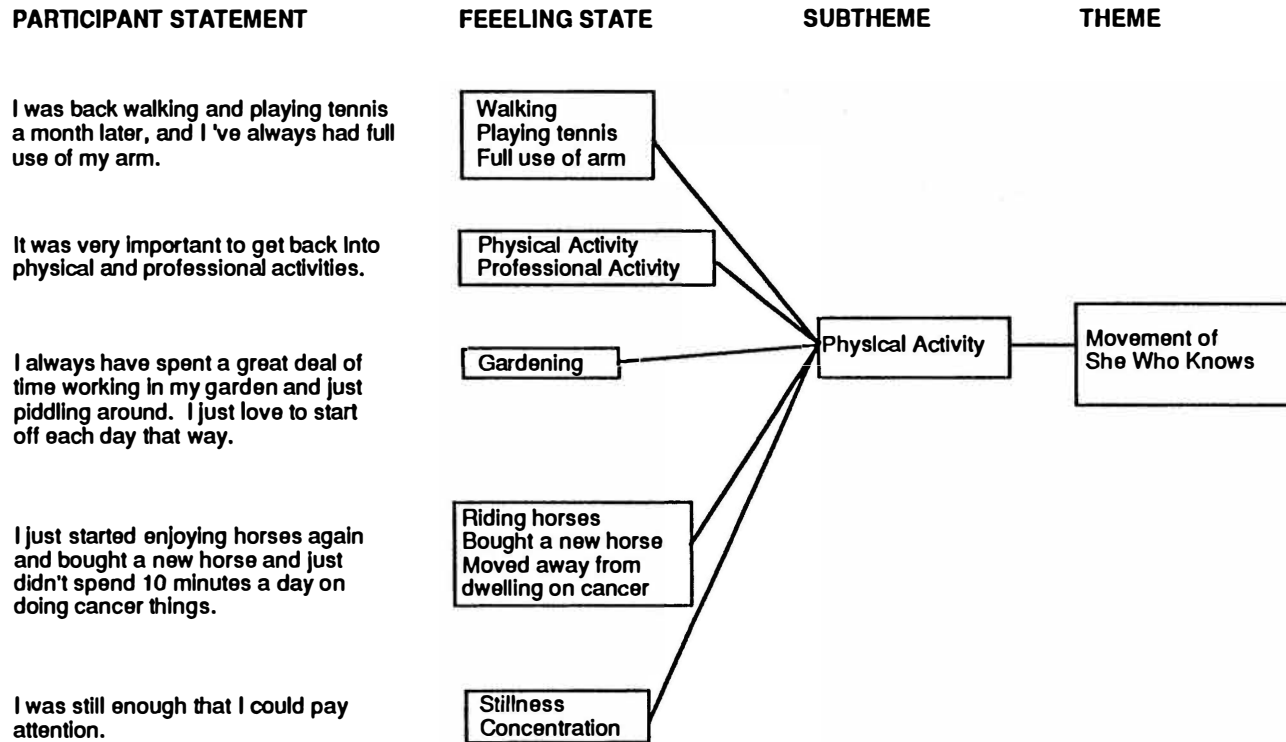 PARTICIPANT STATEMENT
FEEELING STATE
SUBTHEME
THEME
I was back walking and playing tennis
a month later, and I 've always had full
use of my arm.
Walking
Playing tennis
Full use of arm
It was very important to get back into
physical and professional activities.
Physical Activity
Professional Activity
I always have spent a great deal of
time working in my garden and just
piddling around. I just love to start
off each day that way.
Gardening
I just started enjoying horses again
and bought a new horse and just
didn't spend 10 minutes a day on
doing cancer things.
Riding horses
Bought a new horse
Moved away from
dwelling on cancer
I was still enough that I could pay
attention.
Stillness
Concentration
Physical Activity
Movement of
She Who Knows